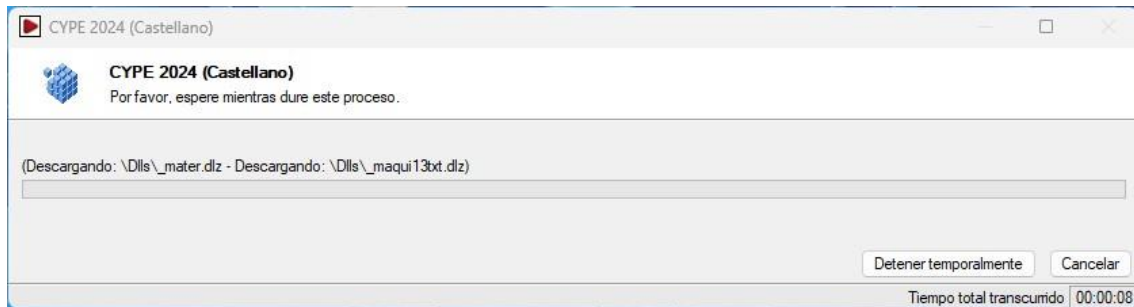 CYPE 2024 (Castellano)
CYPE 2024 (Castellano)
Por favor, espere mientras dure este proceso.
(Descargando: \Dlls\_mater.dlz - Descargando: \Dlls\_maqui13txt.dlz)
Detener temporalmente Cancelar
Tiempo total transcurrido 00:00:08